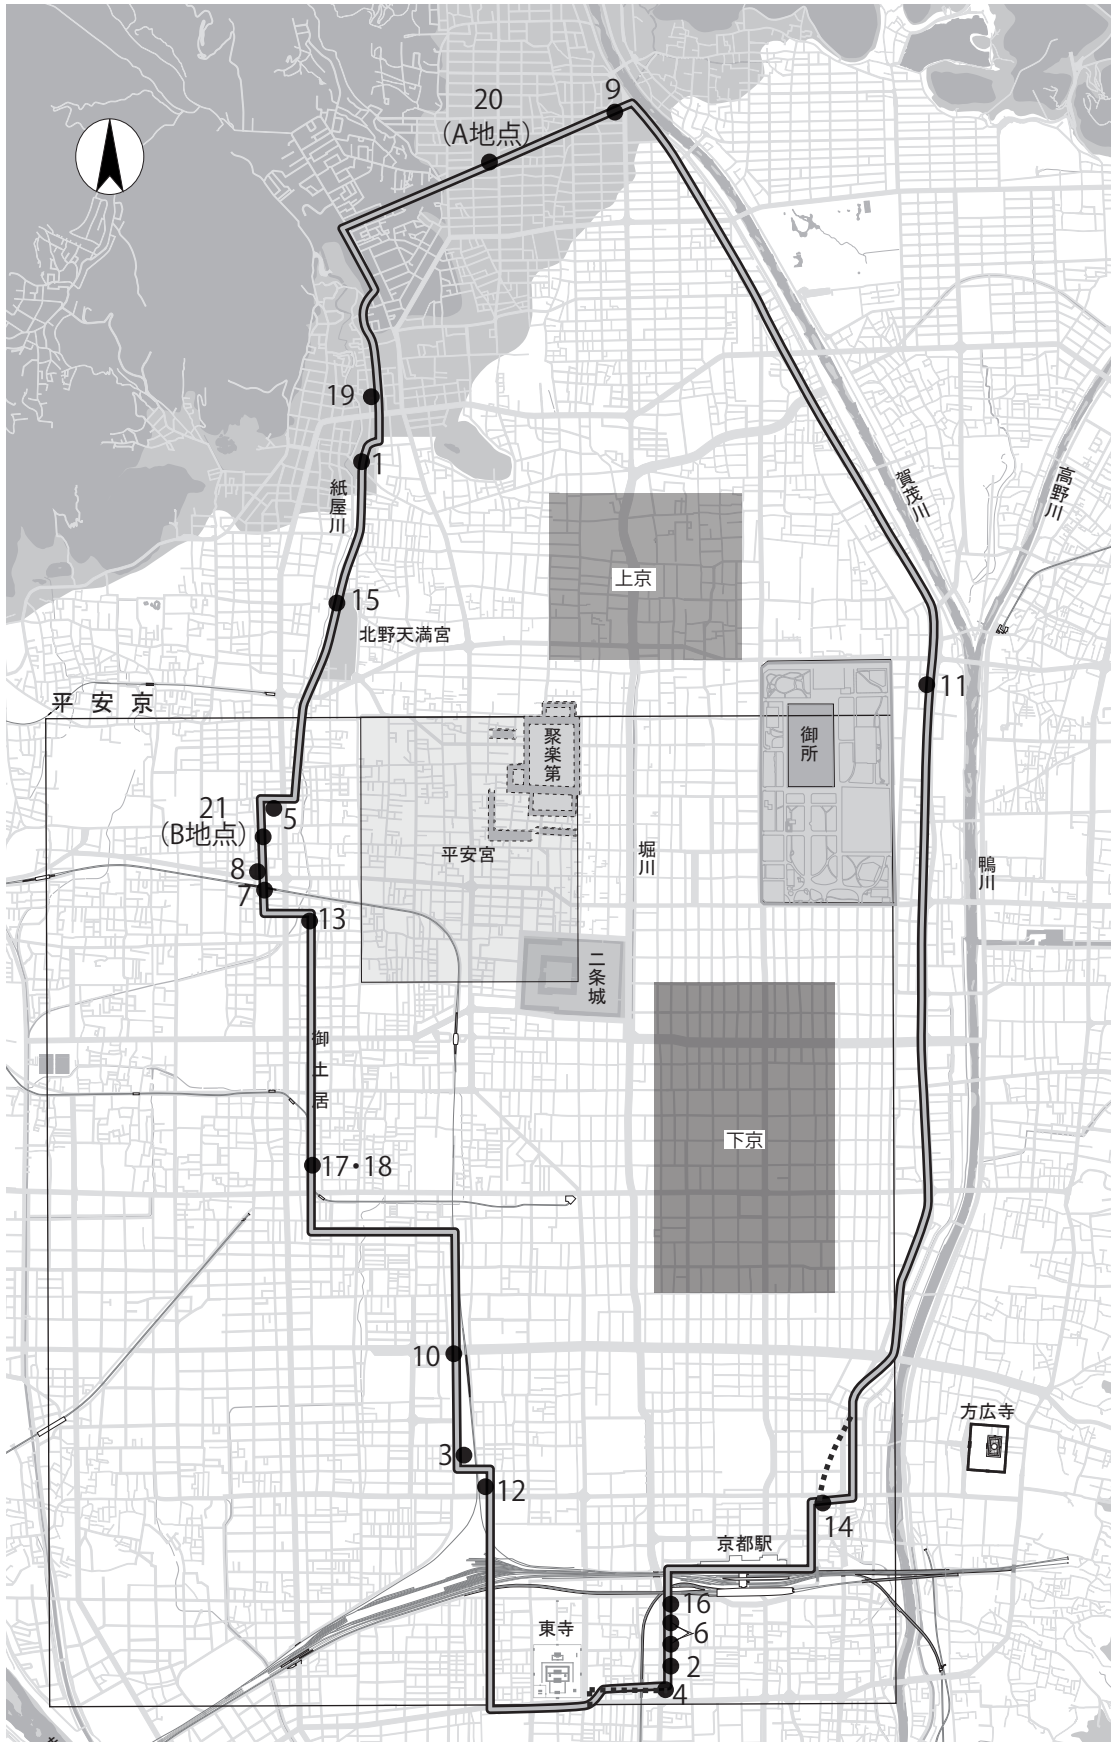 9
20
（A地点）
19
1
紙屋川
賀茂川
高野川
上京
15
北野天満宮
11
平安京
聚楽第
御所
21
（B地点）
5
8
7
平安宮
堀川
鴨川
13
二条城
御土居
下京
17・18
10
3
12
方広寺
14
京都駅
16
6
東寺
2
4